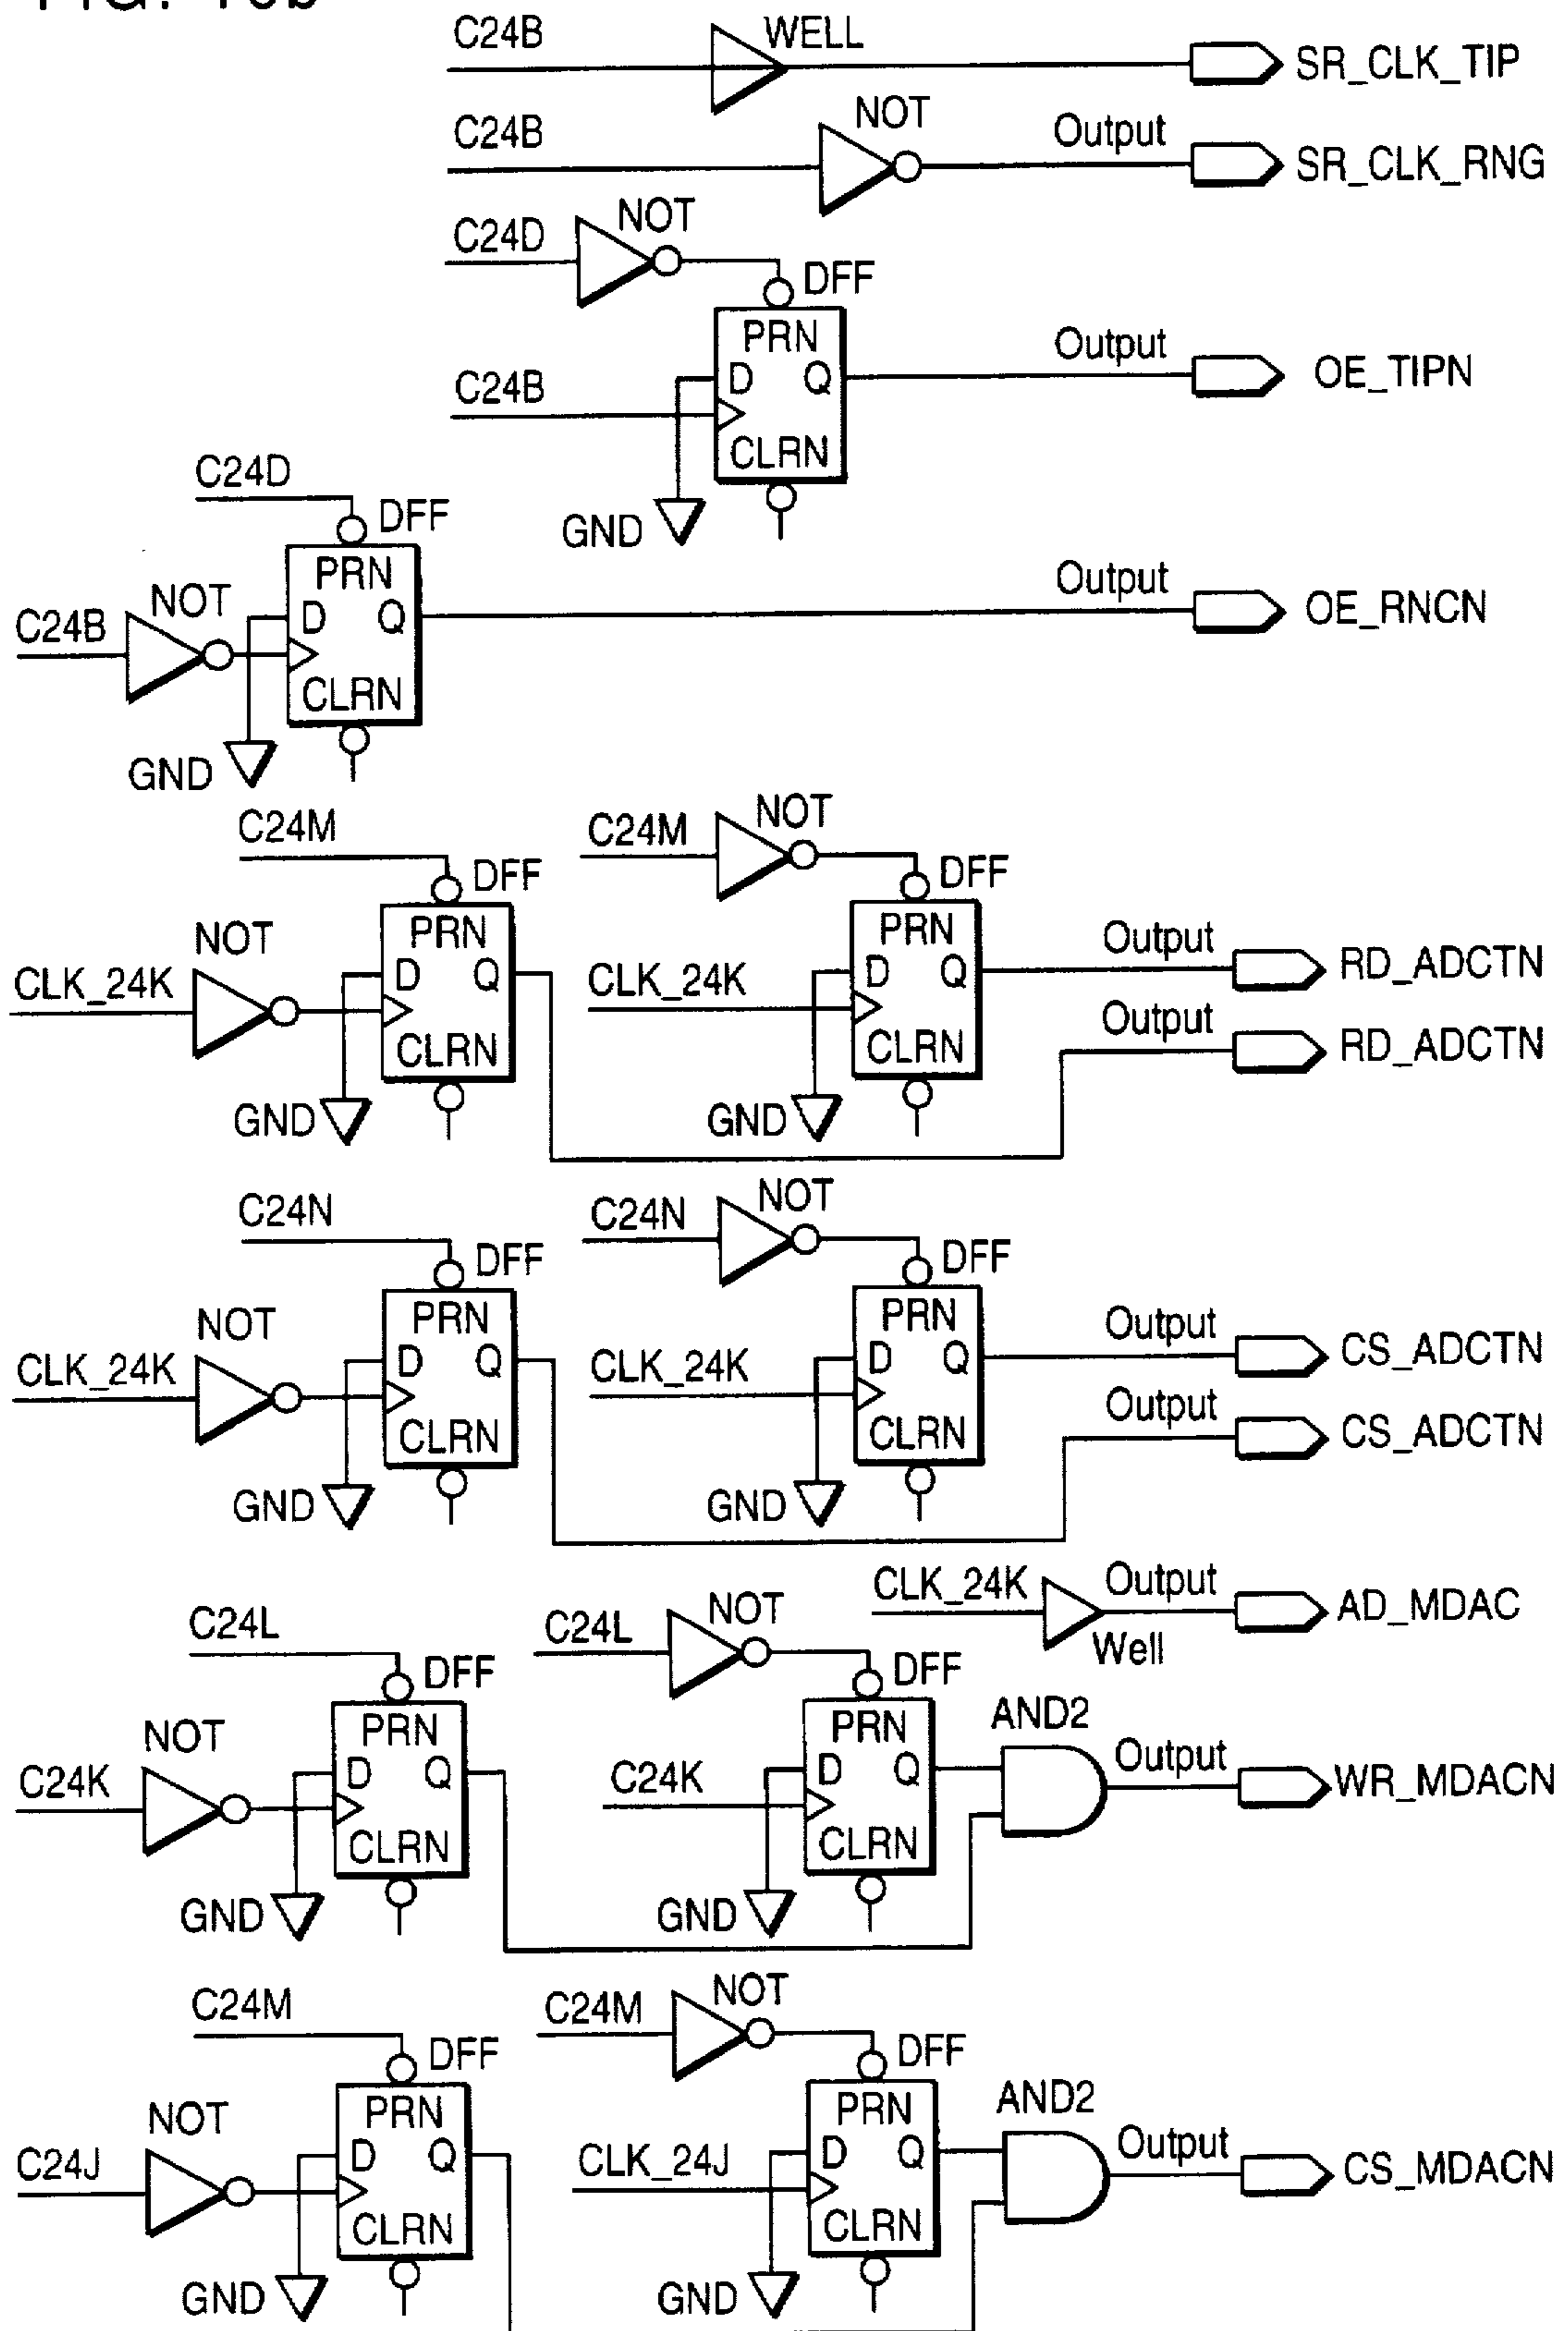 C24B WELL SR_CLK_TIP
C24B NOT Output SR_CLK_RNG
C24D NOT DFF
PRN
D Q Output OE_TIPN
C24B
CLRN
GND
C24D DFF
PRN
D Q Output OE_RNCN
C24B NOT
CLRN
GND
C24M DFF C24M NOT DFF
PRN PRN
D Q D Q Output RD_ADCTN
CLK_24K NOT CLK_24K
CLRN CLRN Output RD_ADCTN
GND GND
C24N DFF C24N NOT DFF
PRN PRN
D Q D Q Output CS_ADCTN
CLK_24K NOT CLK_24K
CLRN CLRN Output CS_ADCTN
GND GND
CLK_24K Well Output AD_MDAC
C24L DFF C24L NOT DFF
PRN PRN AND2
D Q D Q Output WR_MDACN
C24K NOT C24K
CLRN CLRN
GND GND
C24M DFF C24M NOT DFF
PRN PRN AND2
D Q D Q Output CS_MDACN
C24J NOT CLK_24J
CLRN CLRN
GND GND